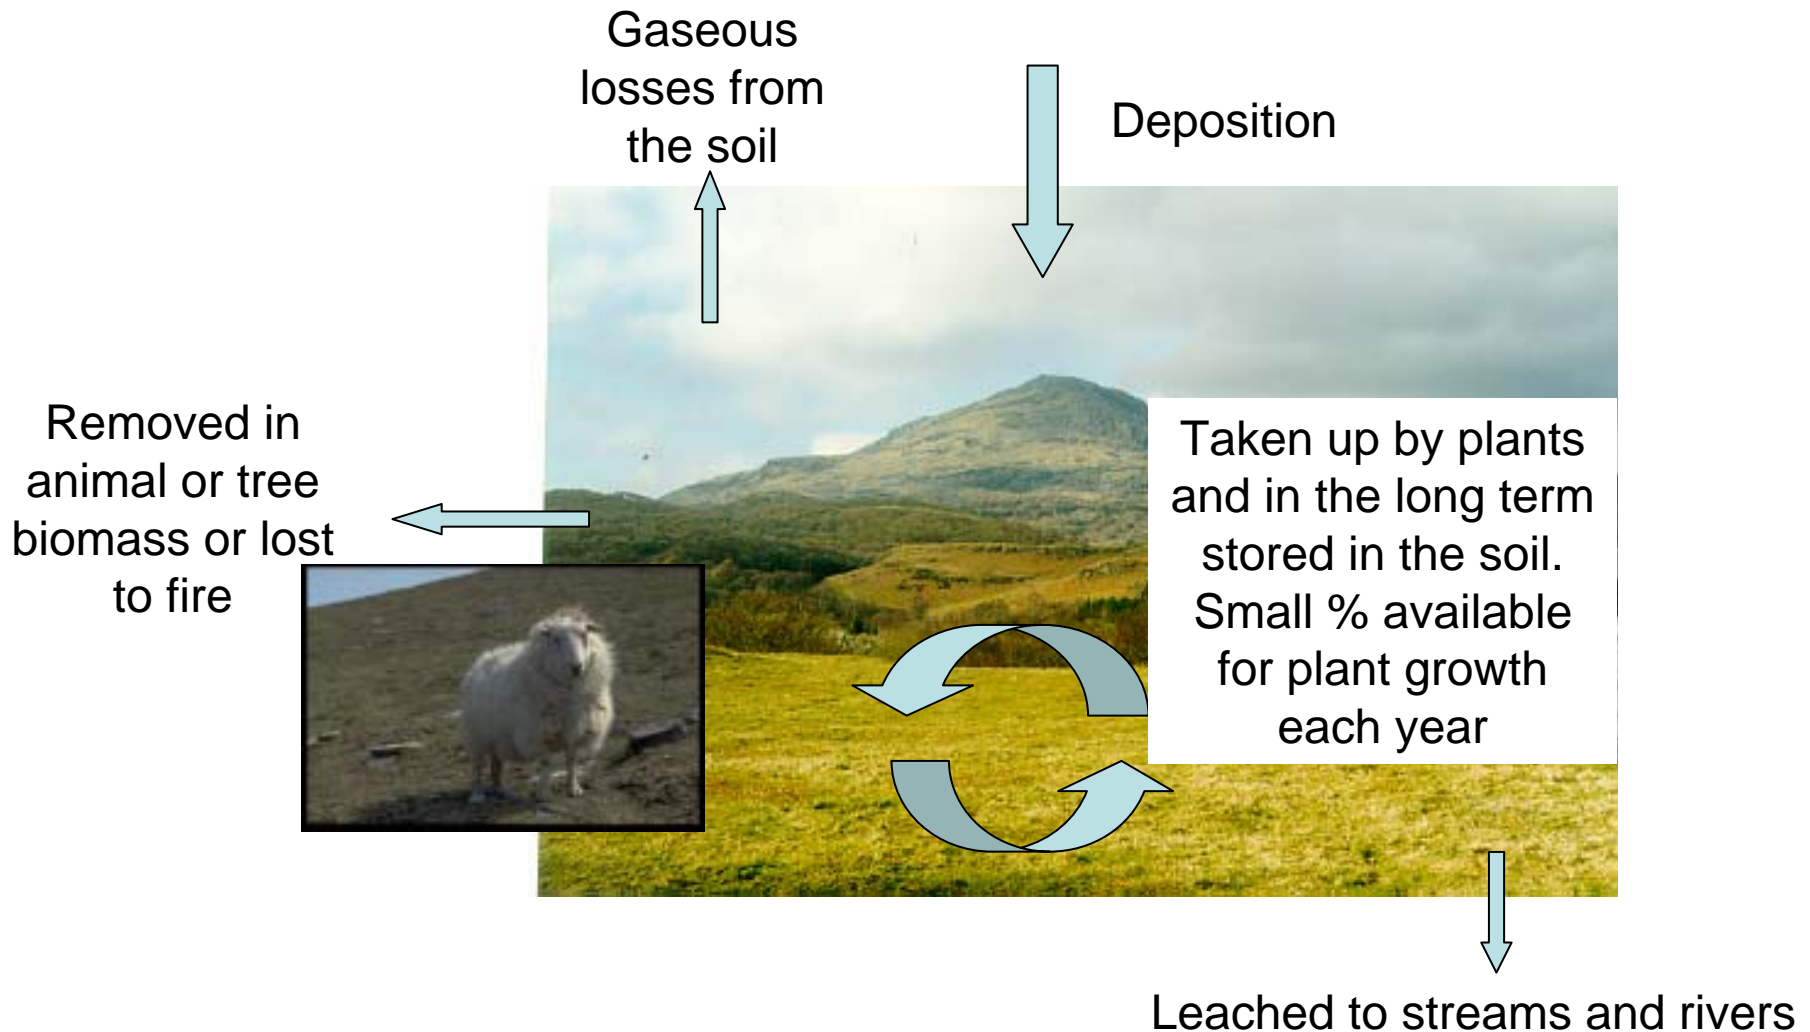 Gaseous
losses from
the soil
Deposition
Removed in
animal or tree
biomass or lost
to fire
Taken up by plants
and in the long term
stored in the soil.
Small % available
for plant growth
each year
Leached to streams and rivers